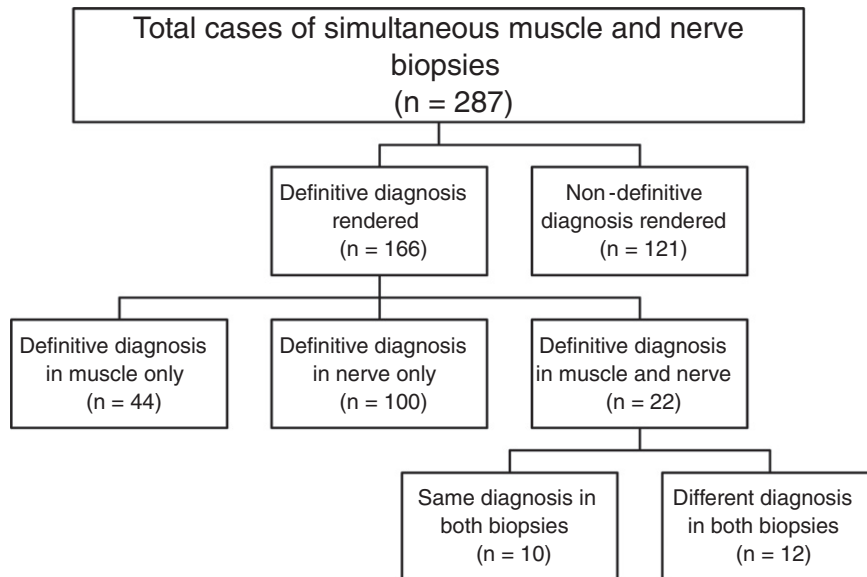 Total cases of simultaneous muscle and nerve
biopsies
(n = 287)
Definitive diagnosis
rendered
(n = 166)
Non-definitive
diagnosis rendered
(n = 121)
Definitive diagnosis
in muscle only
(n = 44)
Definitive diagnosis
in nerve only
(n = 100)
Definitive diagnosis
in muscle and nerve
(n = 22)
Same diagnosis in
both biopsies
(n = 10)
Different diagnosis
in both biopsies
(n = 12)